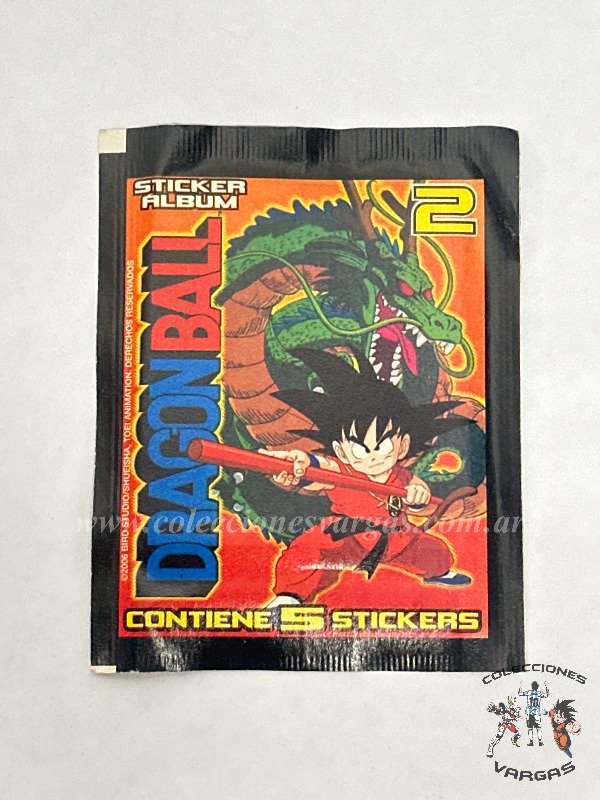 STICKER
ALBUM
2
DRAGON BALL
©2006 BIRD STUDIO/SHUEISHA, TOEI ANIMATION. DERECHOS RESERVADOS
www.coleccionesvargas.com.ar
CONTIENE 5 STICKERS
COLECCIONES
10
VARGAS